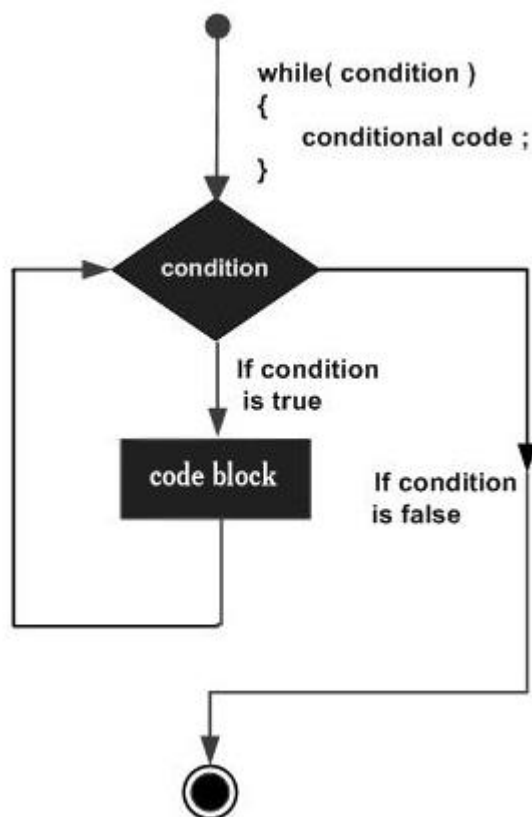 while( condition )
{
conditional code ;
}
condition
If condition
is true
code block
If condition
is false